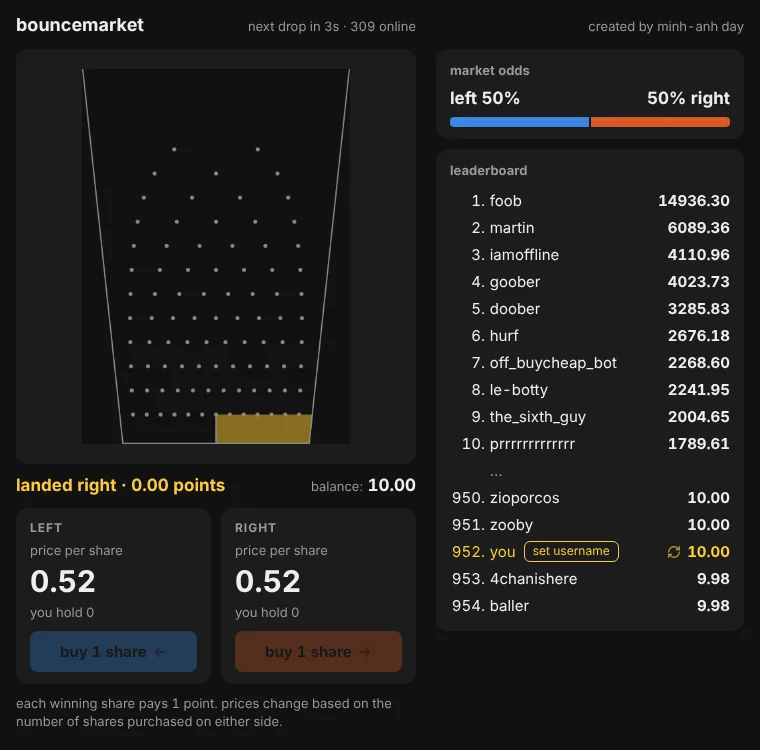 bouncemarket
next drop in 3s · 309 online
created by minh-anh day
landed right · 0.00 points
balance: 10.00
LEFT
price per share
0.52
you hold 0
buy 1 share ←
RIGHT
price per share
0.52
you hold 0
buy 1 share →
each winning share pays 1 point. prices change based on the
number of shares purchased on either side.
market odds
left 50% 50% right
leaderboard
1. foob 14936.30
2. martin 6089.36
3. iamoffline 4110.96
4. goober 4023.73
5. doober 3285.83
6. hurf 2676.18
7. off_buycheap_bot 2268.60
8. le-botty 2241.95
9. the_sixth_guy 2004.65
10. prrrrrrrrrrrrr 1789.61
...
950. zioporcos 10.00
951. zooby 10.00
952. you set username 10.00
953. 4chanishere 9.98
954. baller 9.98